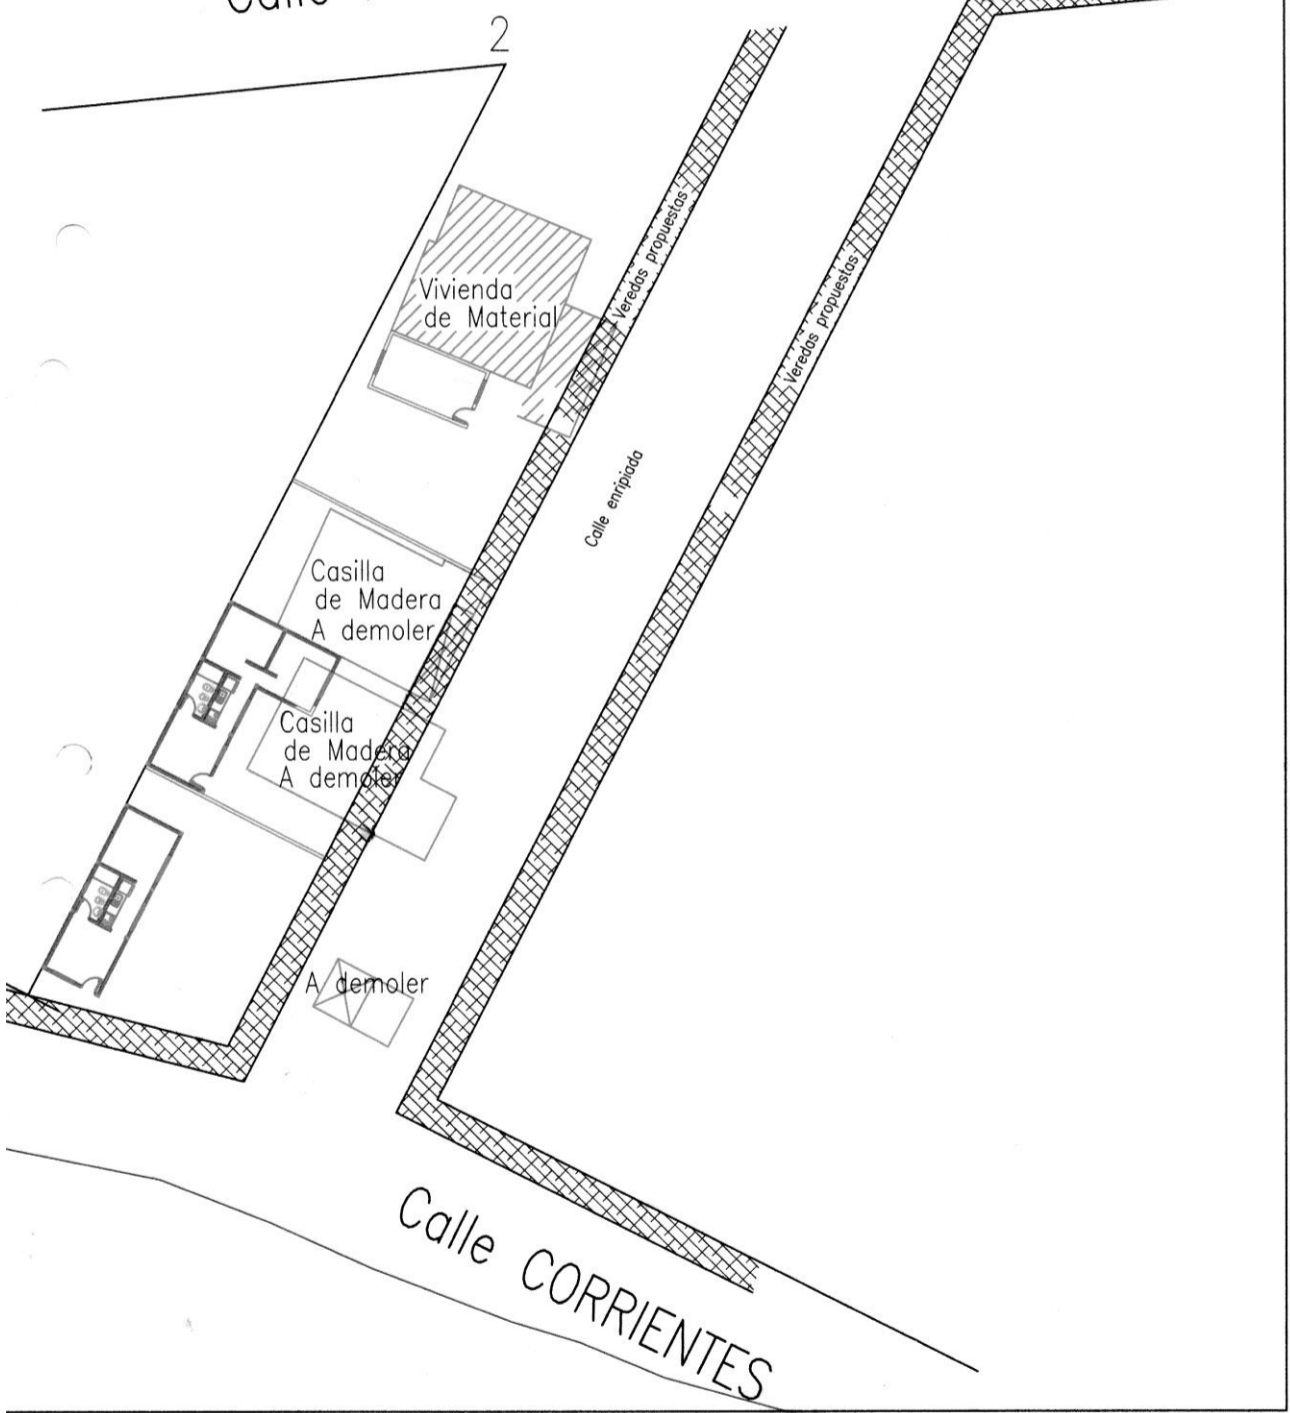 Calle
2
Veredas propuestas
Veredas propuestas
Vivienda
de Material
Calle enripiada
Casilla
de Madera
A demoler
Casilla
de Madera
A demoler
A demoler
Calle CORRIENTES